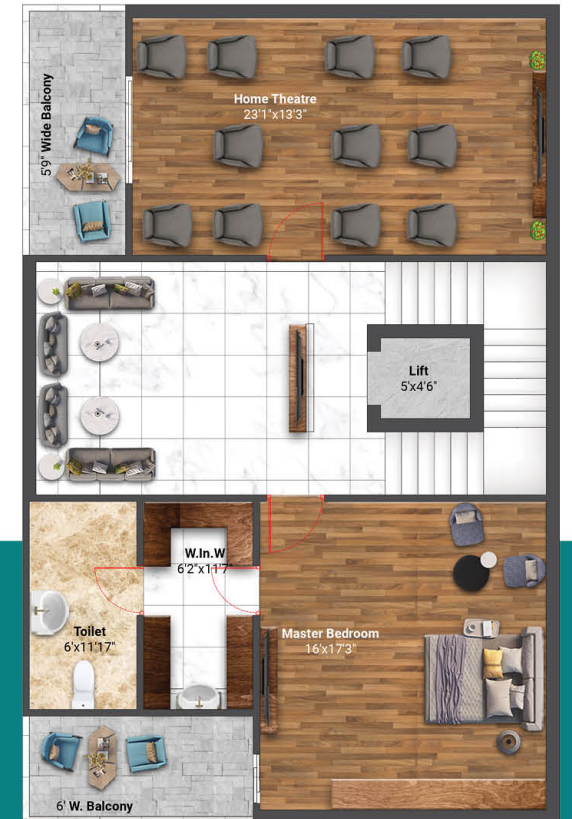 5'9" Wide Balcony
Home Theatre
23'1"x13'3"
Lift
5'x4'6"
W.In.W
6'2"x11'7"
Toilet
6'x11'17"
Master Bedroom
16'x17'3"
6' W. Balcony